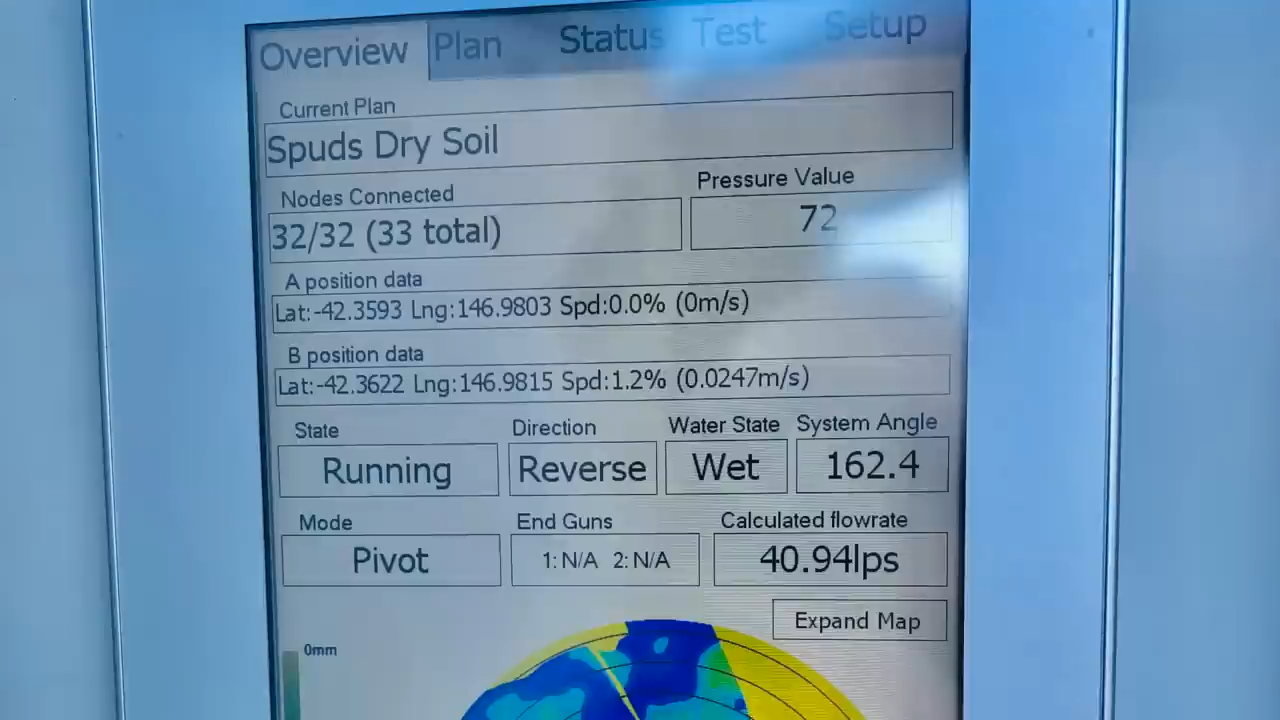 Overview Plan Status Test Setup
Current Plan
Spuds Dry Soil
Nodes Connected Pressure Value
32/32 (33 total) 72
A position data
Lat:-42.3593 Lng:146.9803 Spd:0.0% (0m/s)
B position data
Lat:-42.3622 Lng:146.9815 Spd:1.2% (0.0247m/s)
State Direction Water State System Angle
Running Reverse Wet 162.4
Mode End Guns Calculated flowrate
Pivot 1: N/A 2: N/A 40.94lps
Expand Map
0mm